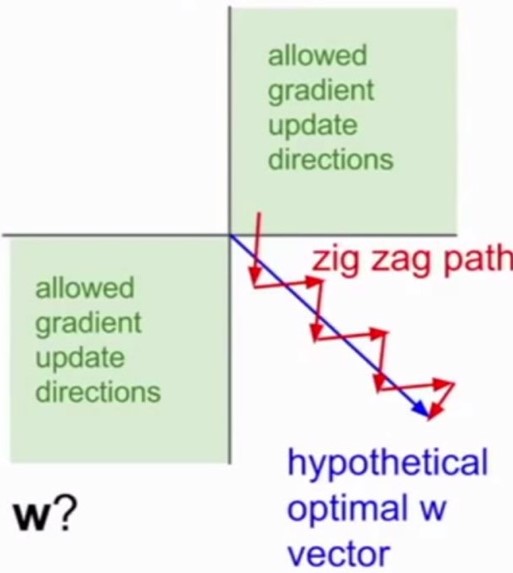 allowed
gradient
update
directions
zig zag path
allowed
gradient
update
directions
hypothetical
optimal w
vector
w?